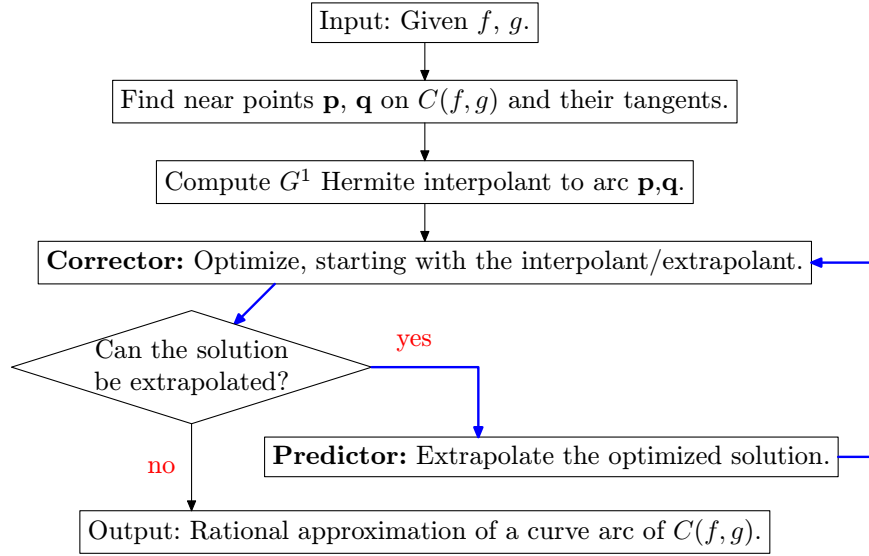 Input: Given f, g.
Find near points p, q on C(f, g) and their tangents.
Compute G¹ Hermite interpolant to arc p,q.
Corrector: Optimize, starting with the interpolant/extrapolant.
Can the solution
be extrapolated?
yes
Predictor: Extrapolate the optimized solution.
no
Output: Rational approximation of a curve arc of C(f, g).